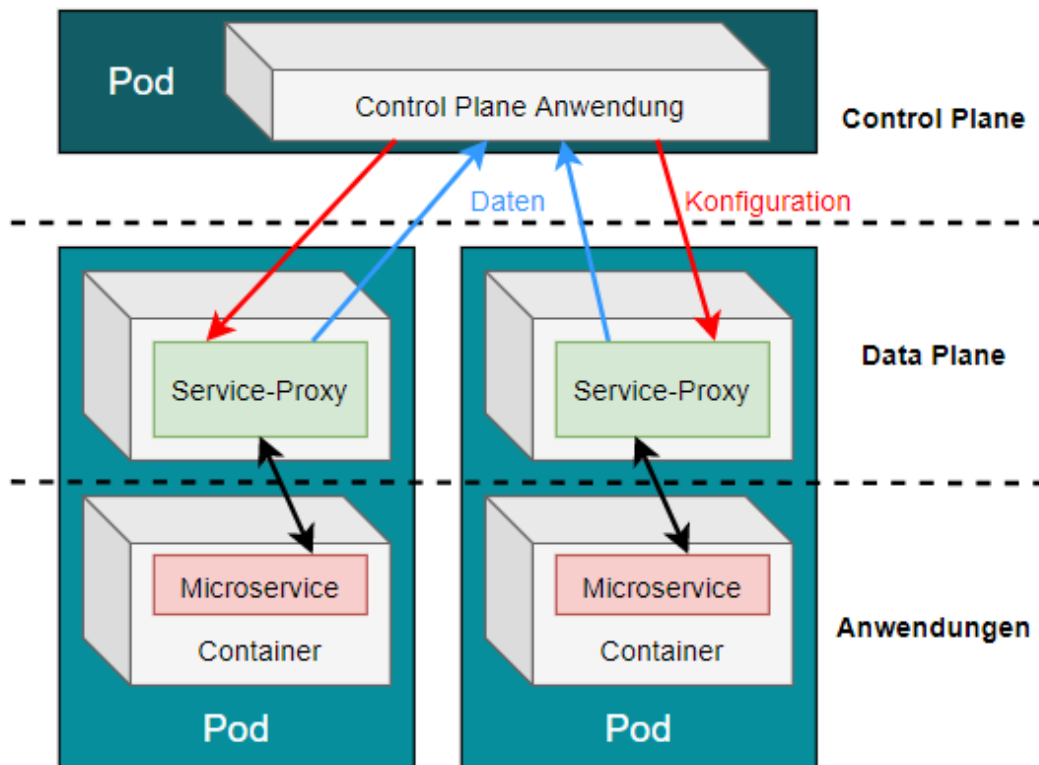 Pod
Control Plane Anwendung
Control Plane
Daten
Konfiguration
Service-Proxy
Service-Proxy
Data Plane
Microservice
Microservice
Container
Container
Anwendungen
Pod
Pod